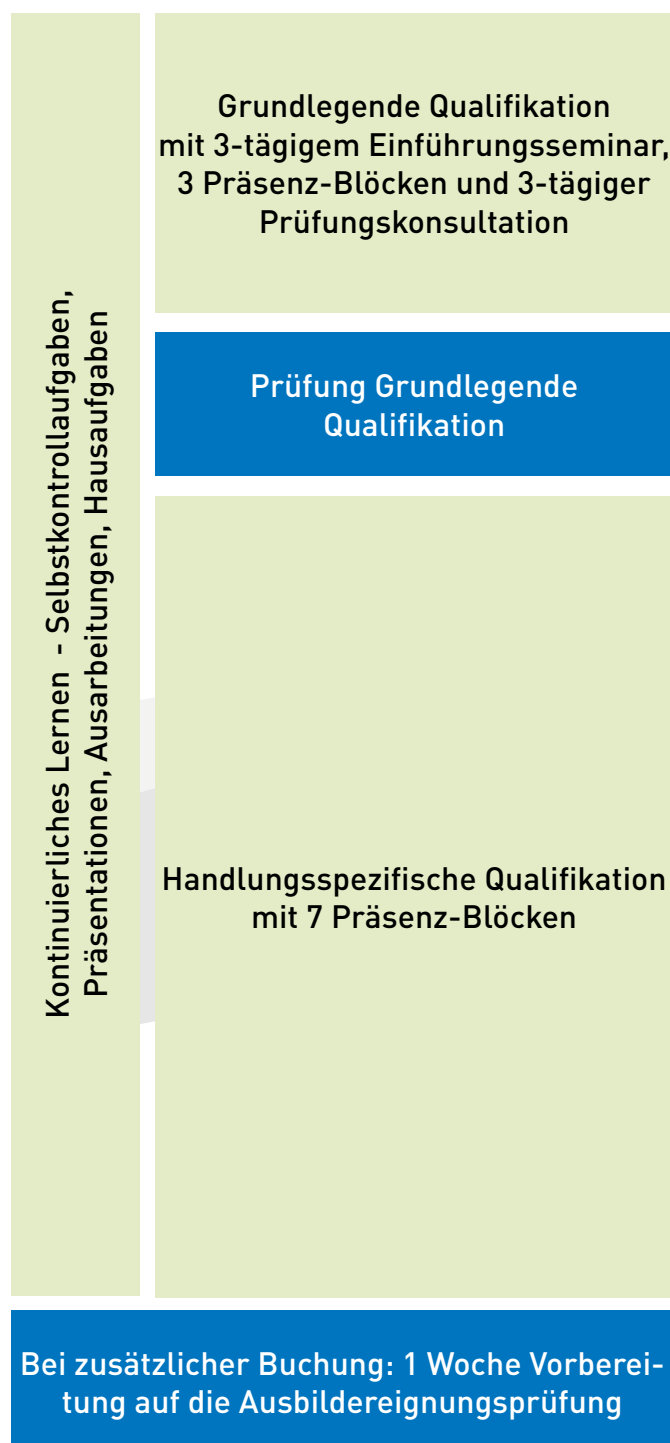 Grundlegende Qualifikation
mit 3-tägigem Einführungsseminar,
3 Präsenz-Blöcken und 3-tägiger
Prüfungskonsultation
Prüfung Grundlegende
Qualifikation
Kontinuierliches Lernen - Selbstkontrollaufgaben,
Präsentationen, Ausarbeitungen, Hausaufgaben
Handlungsspezifische Qualifikation
mit 7 Präsenz-Blöcken
Bei zusätzlicher Buchung: 1 Woche Vorberei-
tung auf die Ausbildereignungsprüfung